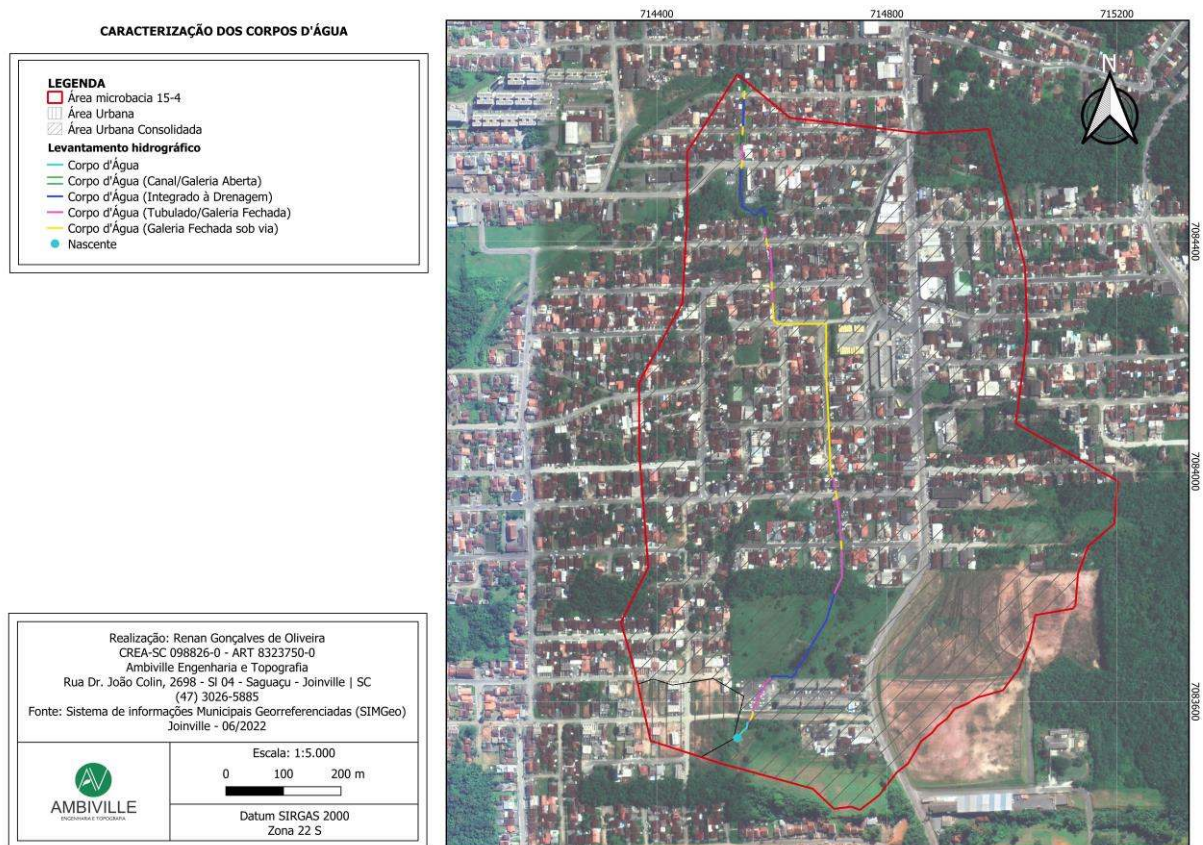 CARACTERIZAÇÃO DOS CORPOS D'ÁGUA
LEGENDA
Área microbacia 15-4
Área Urbana
Área Urbana Consolidada
Levantamento hidrográfico
Corpo d'Água
Corpo d'Água (Canal/Galeria Aberta)
Corpo d'Água (Integrado à Drenagem)
Corpo d'Água (Tubulado/Galeria Fechada)
Corpo d'Água (Galeria Fechada sob via)
Nascente
Realização: Renan Gonçalves de Oliveira
CREA-SC 098826-0 - ART 8323750-0
Ambiville Engenharia e Topografia
Rua Dr. João Colin, 2698 - Sl 04 - Saguaçu - Joinville | SC
(47) 3026-5885
Fonte: Sistema de informações Municipais Georreferenciadas (SIMGeo)
Joinville - 06/2022
AV
AMBIVILLE
ENGENHARIA E TOPOGRAFIA
Escala: 1:5.000
0 100 200 m
Datum SIRGAS 2000
Zona 22 S
714400 714800 715200
N
7084400
7084000
7083600